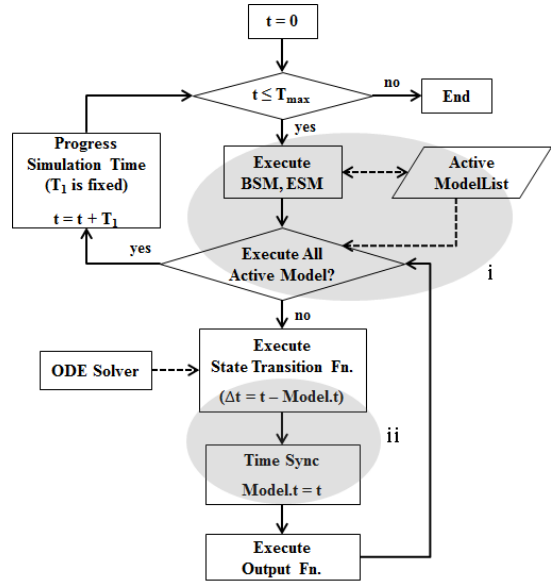 t = 0
t ≤ Tmax
no
End
yes
Progress
Simulation Time
(T1 is fixed)
t = t + T1
Execute
BSM, ESM
Active
ModelList
yes
Execute All
Active Model?
i
no
ODE Solver
Execute
State Transition Fn.
(Δt = t – Model.t)
ii
Time Sync
Model.t = t
Execute
Output Fn.